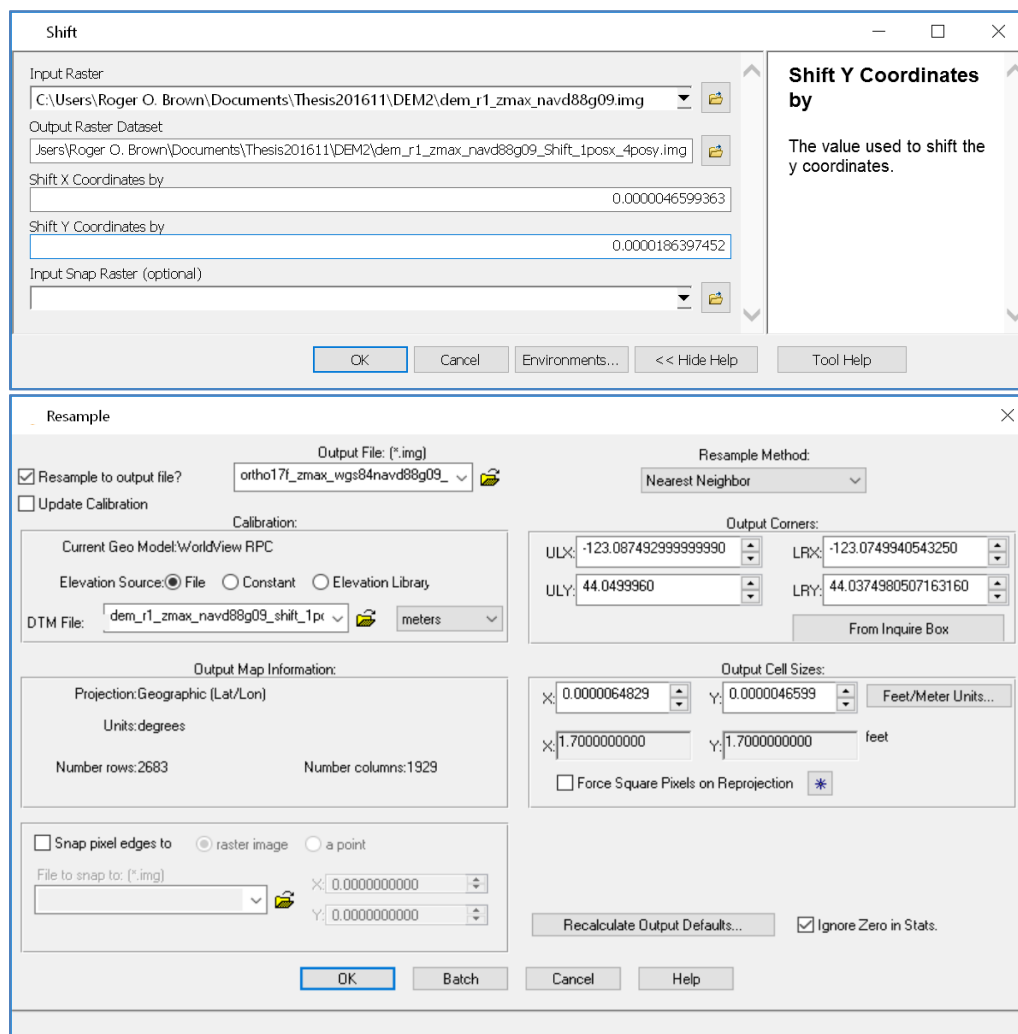 Shift
Input Raster
C:\Users\Roger O. Brown\Documents\Thesis201611\DEM2\dem_r1_zmax_navd88g09.img
Output Raster Dataset
Jsers\Roger O. Brown\Documents\Thesis201611\DEM2\dem_r1_zmax_navd88g09_Shift_1posx_4posy.img
Shift X Coordinates by
0.0000046599363
Shift Y Coordinates by
0.0000186397452
Input Snap Raster (optional)
OK Cancel Environments... << Hide Help Tool Help
Shift Y Coordinates
by
The value used to shift the
y coordinates.
Resample
Output File: (*.img)
Resample to output file? ortho17f_zmax_wgs84navd88g09_
Update Calibration
Resample Method:
Nearest Neighbor
Calibration:
Current Geo Model:WorldView RPC
Elevation Source: File Constant Elevation Library
DTM File: dem_r1_zmax_navd88g09_shift_1po meters
Output Corners:
ULX: -123.087492999999990 LRX: -123.0749940543250
ULY: 44.0499960 LRY: 44.0374980507163160
From Inquire Box
Output Map Information:
Projection:Geographic (Lat/Lon)
Units:degrees
Number rows:2683 Number columns:1929
Output Cell Sizes:
X: 0.0000064829 Y: 0.0000046599 Feet/Meter Units...
X: 1.7000000000 Y: 1.7000000000 feet
Force Square Pixels on Reprojection
Snap pixel edges to raster image a point
File to snap to: (*.img)
X: 0.0000000000
Y: 0.0000000000
Recalculate Output Defaults... Ignore Zero in Stats.
OK Batch Cancel Help